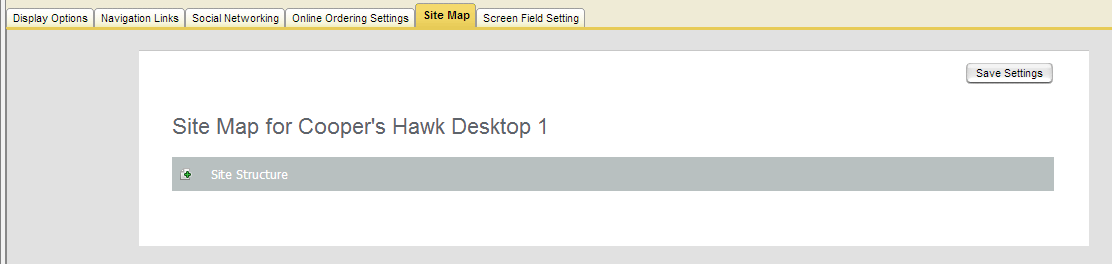 Display Options Navigation Links Social Networking Online Ordering Settings Site Map Screen Field Setting
Save Settings
Site Map for Cooper's Hawk Desktop 1
Site Structure